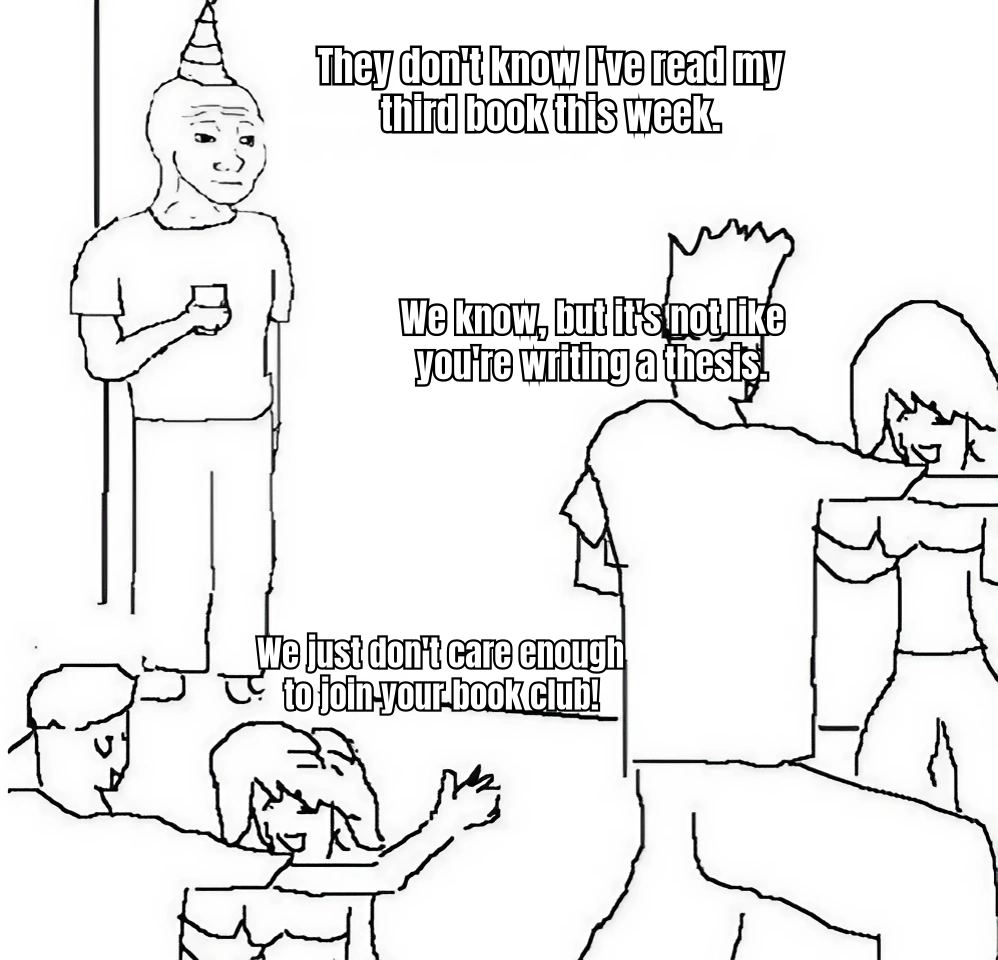 They don't know I've read my
third book this week.
We know, but it's not like
you're writing a thesis.
We just don't care enough
to join your book club!